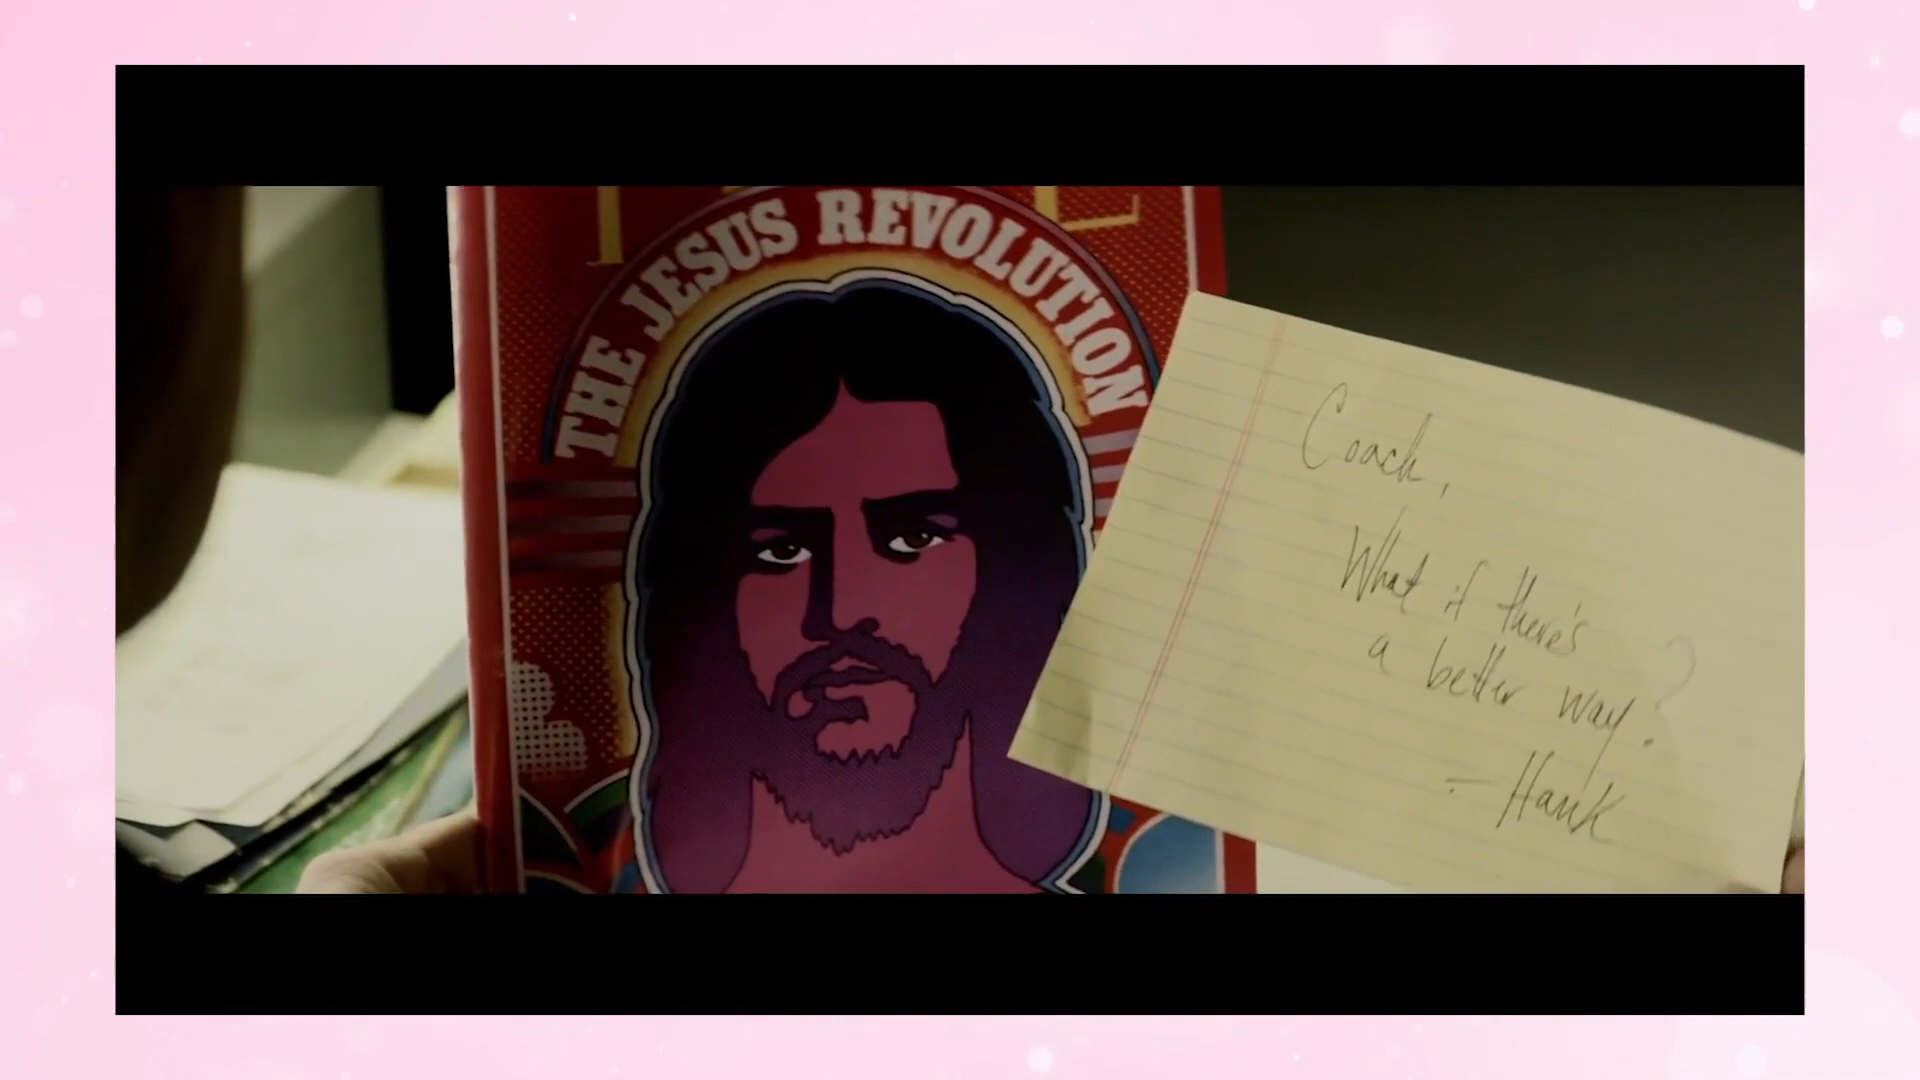 THE JESUS REVOLUTION
Coach,
What if there's
a better way?
- Hank